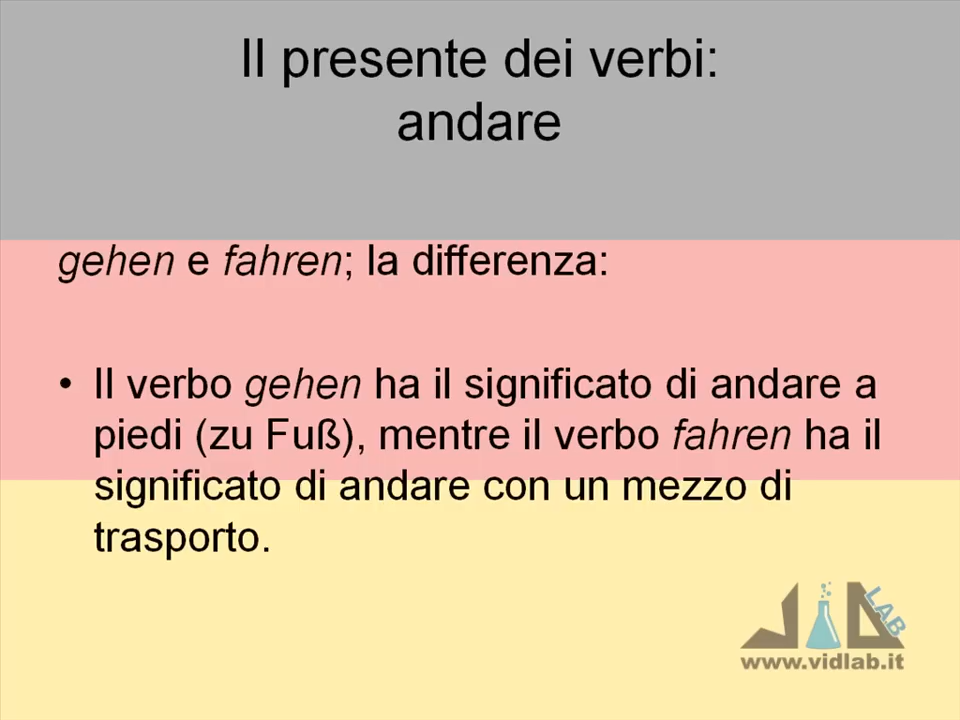 Il presente dei verbi:
andare
gehen e fahren; la differenza:
• Il verbo gehen ha il significato di andare a
piedi (zu Fuß), mentre il verbo fahren ha il
significato di andare con un mezzo di
trasporto.
LAB
www.vidlab.it